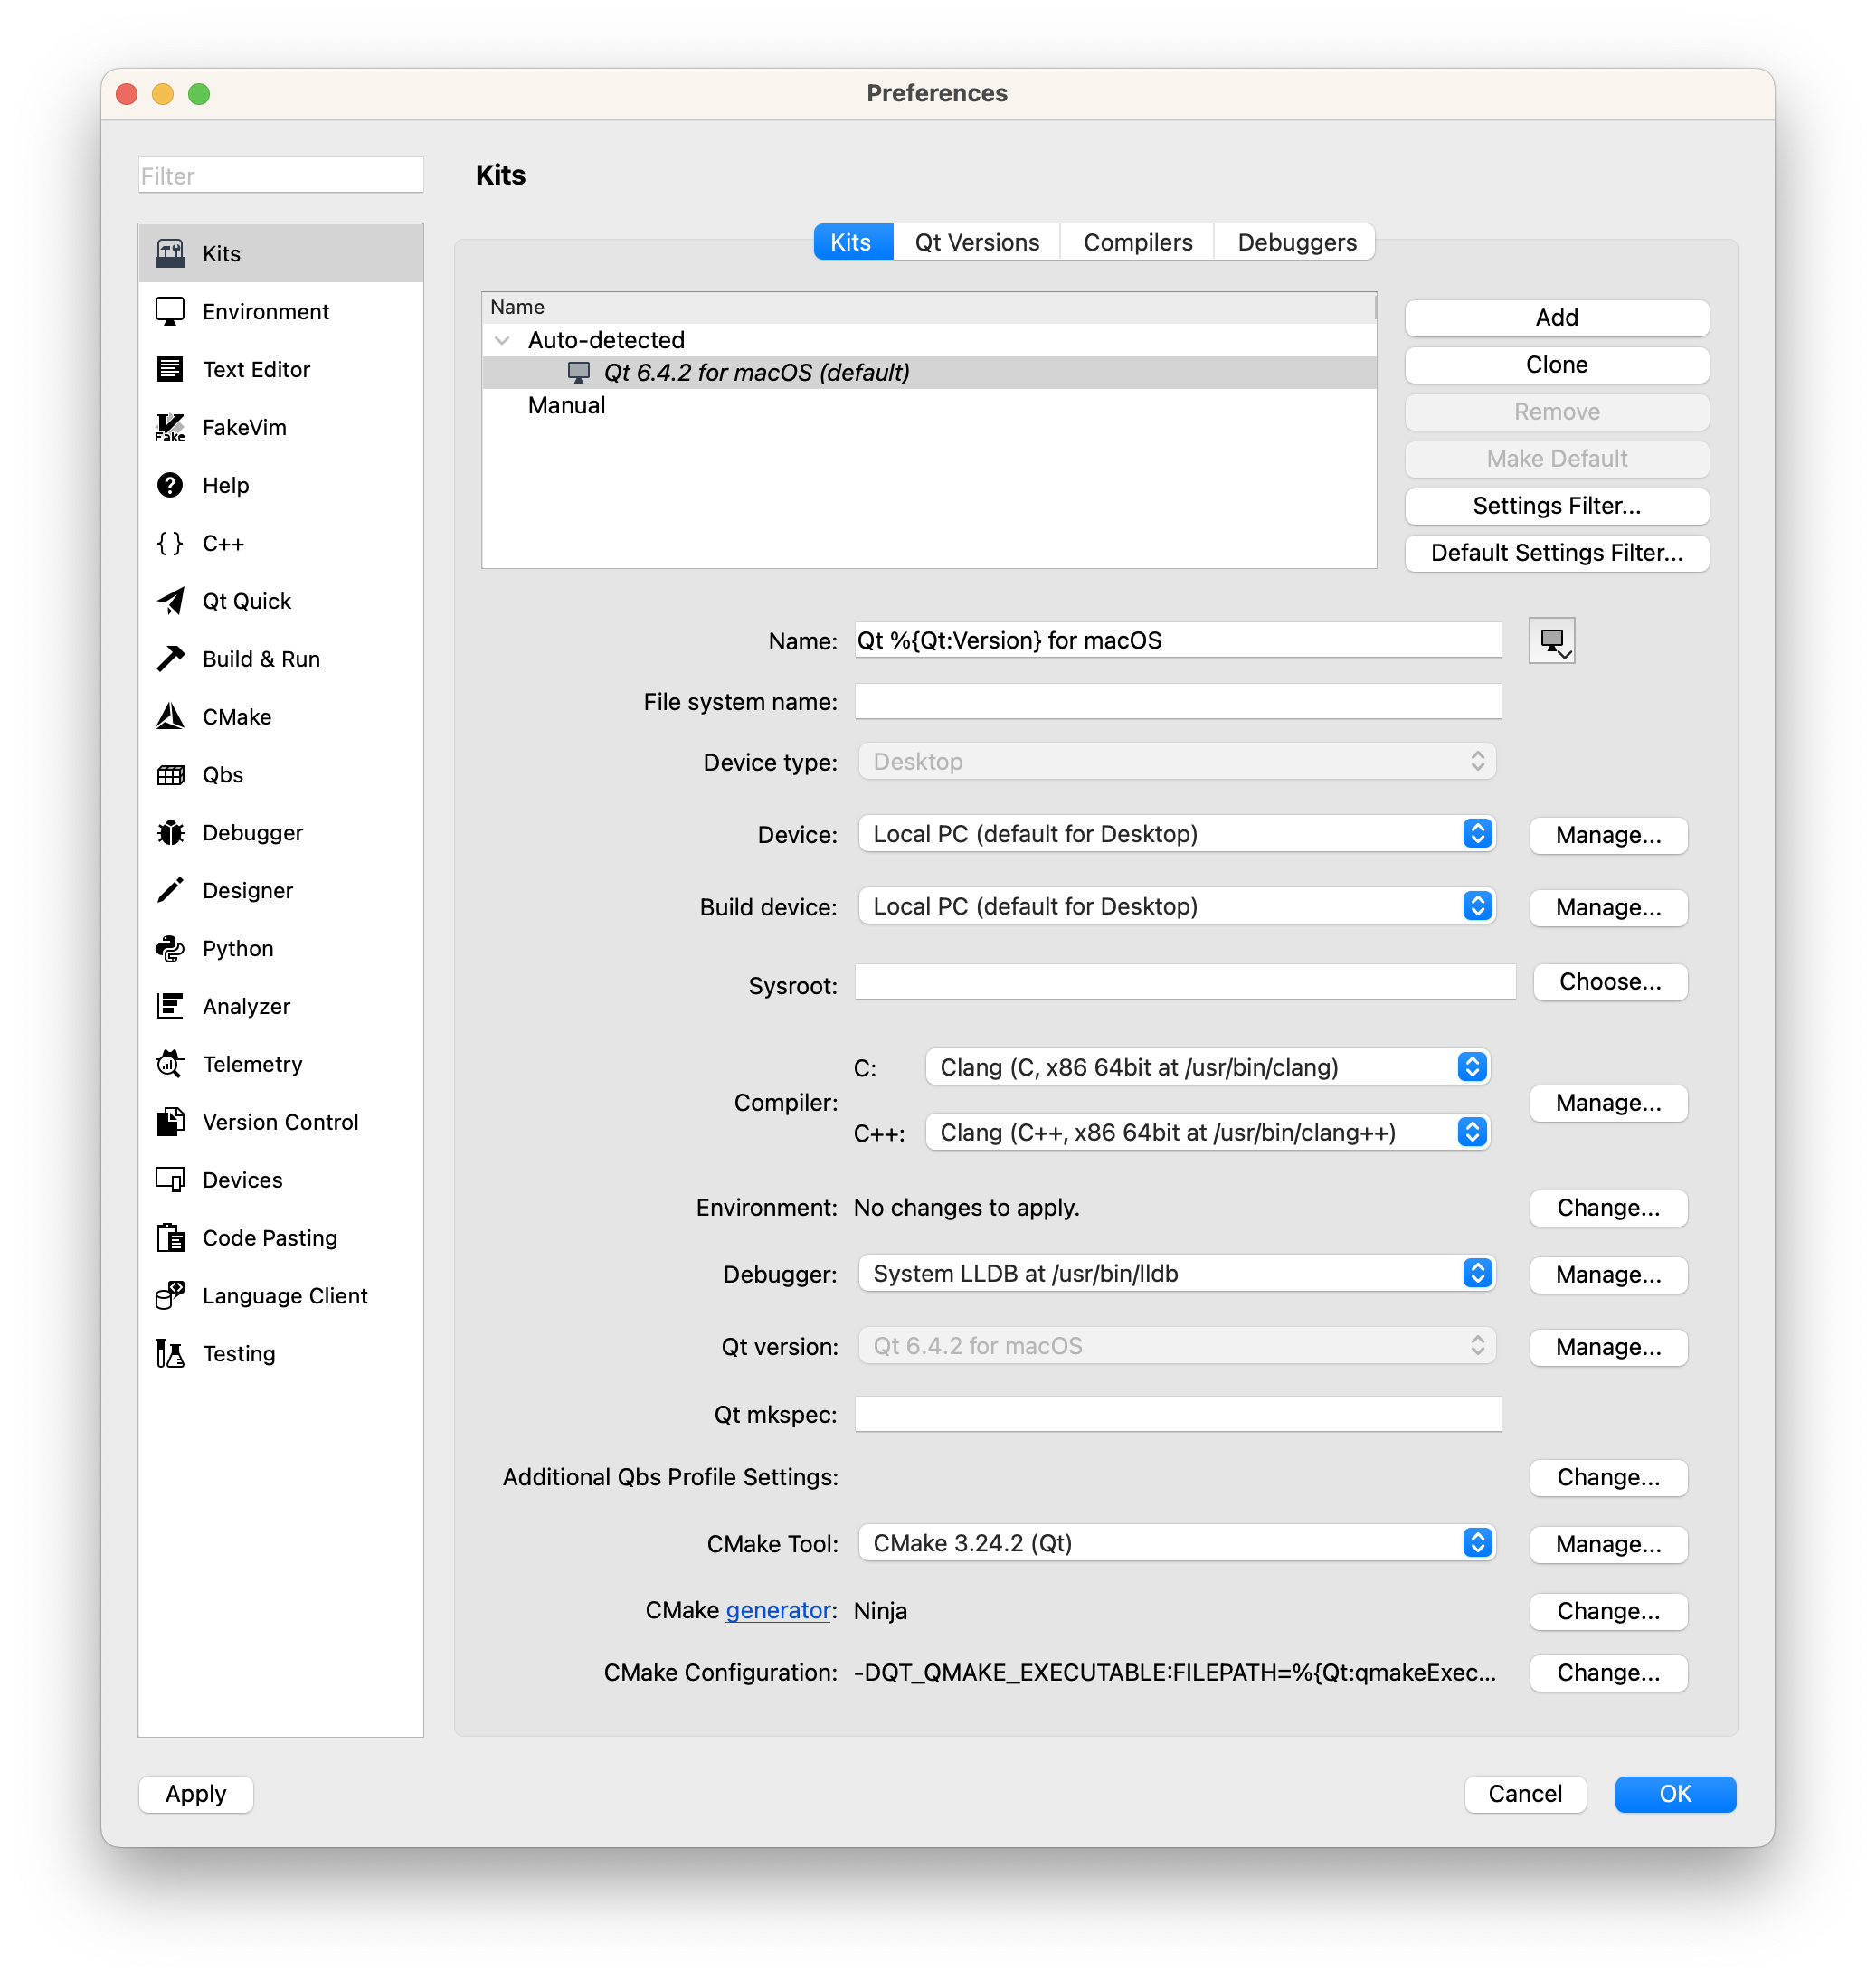 Preferences
Filter
Kits
Kits
Environment
Text Editor
FakeVim
Fake
Help
C++
Qt Quick
Build & Run
CMake
Qbs
Debugger
Designer
Python
Analyzer
Telemetry
Version Control
Devices
Code Pasting
Language Client
Testing
Kits Qt Versions Compilers Debuggers
Name
Auto-detected
Qt 6.4.2 for macOS (default)
Manual
Add
Clone
Remove
Make Default
Settings Filter...
Default Settings Filter...
Name: Qt %{Qt:Version} for macOS
File system name:
Device type: Desktop
Device: Local PC (default for Desktop) Manage...
Build device: Local PC (default for Desktop) Manage...
Sysroot: Choose...
Compiler: Manage...
C: Clang (C, x86 64bit at /usr/bin/clang)
C++: Clang (C++, x86 64bit at /usr/bin/clang++)
Environment: No changes to apply. Change...
Debugger: System LLDB at /usr/bin/lldb Manage...
Qt version: Qt 6.4.2 for macOS Manage...
Qt mkspec:
Additional Qbs Profile Settings: Change...
CMake Tool: CMake 3.24.2 (Qt) Manage...
CMake generator: Ninja Change...
CMake Configuration: -DQT_QMAKE_EXECUTABLE:FILEPATH=%{Qt:qmakeExec... Change...
Apply Cancel OK